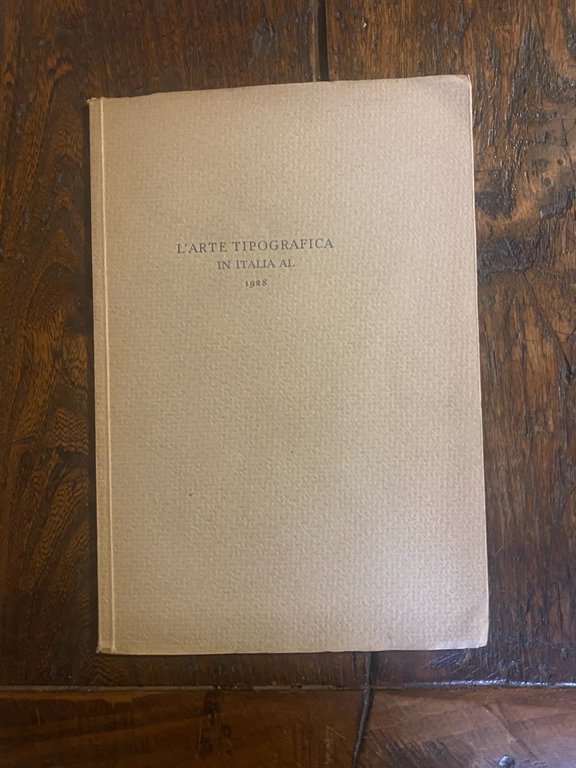 L'ARTE TIPOGRAFICA
IN ITALIA AL
1928